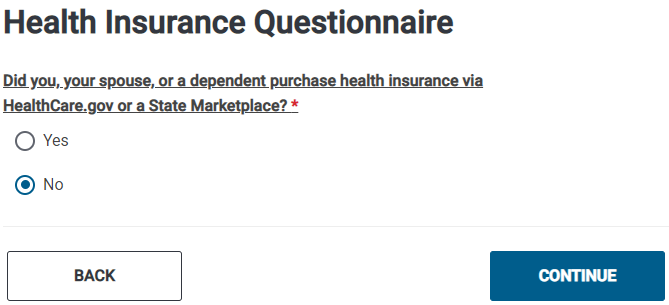 Health Insurance Questionnaire
Did you, your spouse, or a dependent purchase health insurance via
HealthCare.gov or a State Marketplace? *
Yes
No
BACK
CONTINUE